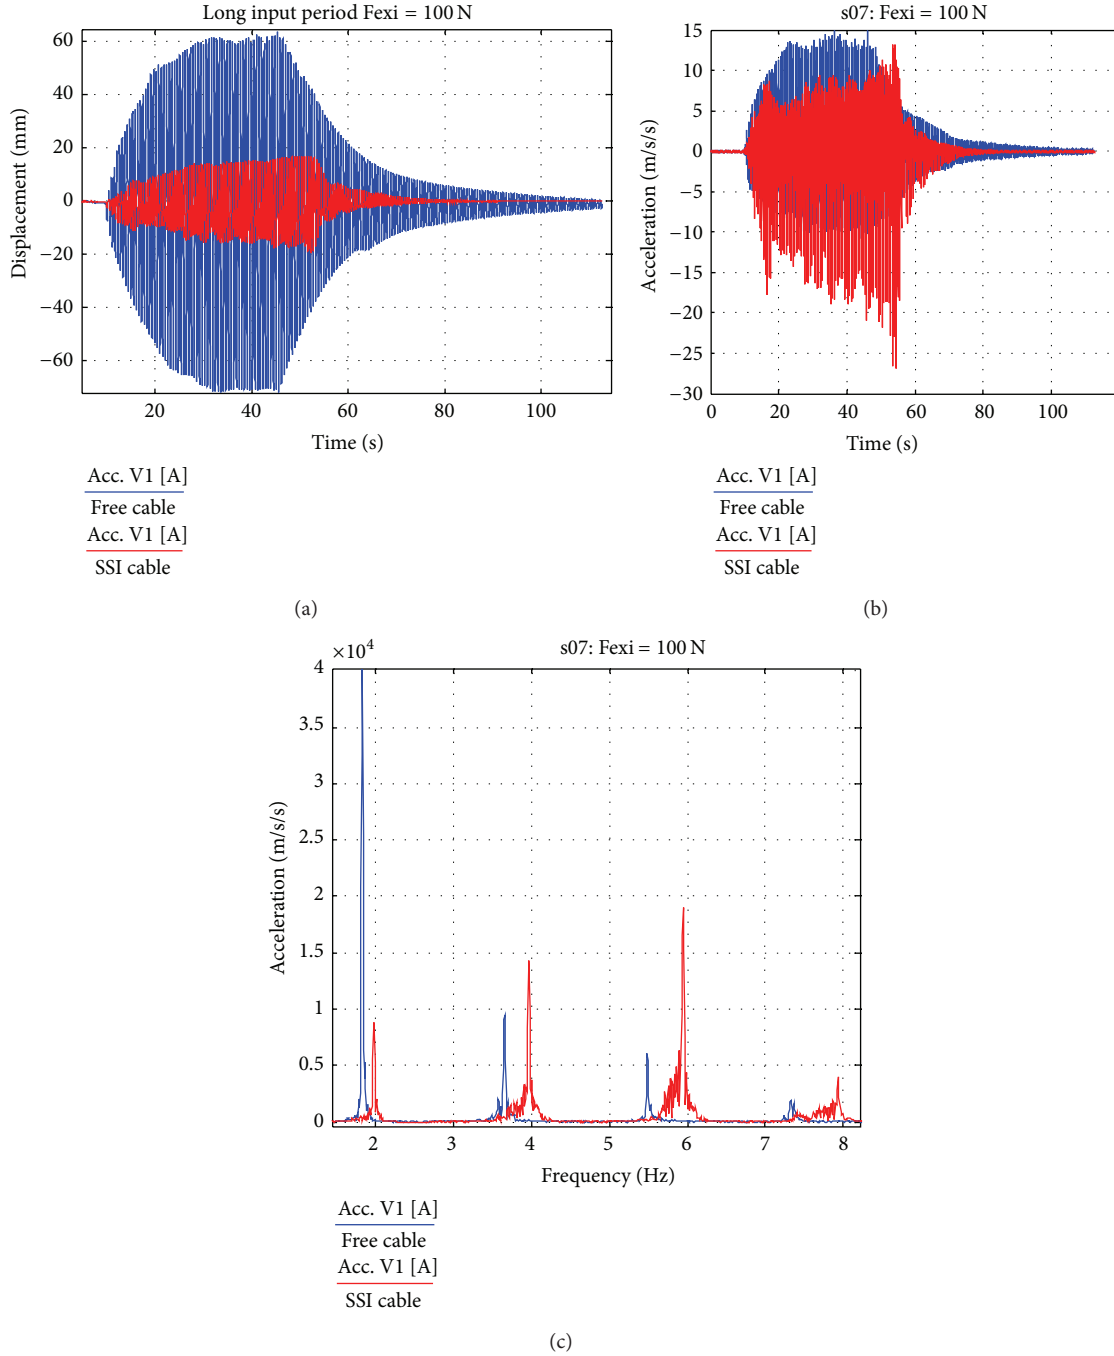 Long input period Fexi = 100 N
60
40
20
0
−20
−40
−60
Displacement (mm)
20 40 60 80 100
Time (s)
Acc. V1 [A]
Free cable
Acc. V1 [A]
SSI cable
(a)
s07: Fexi = 100 N
15
10
5
0
−5
−10
−15
−20
−25
−30
Acceleration (m/s/s)
0 20 40 60 80 100
Time (s)
Acc. V1 [A]
Free cable
Acc. V1 [A]
SSI cable
(b)
×10⁴
s07: Fexi = 100 N
4
3.5
3
2.5
2
1.5
1
0.5
0
Acceleration (m/s/s)
2 3 4 5 6 7 8
Frequency (Hz)
Acc. V1 [A]
Free cable
Acc. V1 [A]
SSI cable
(c)